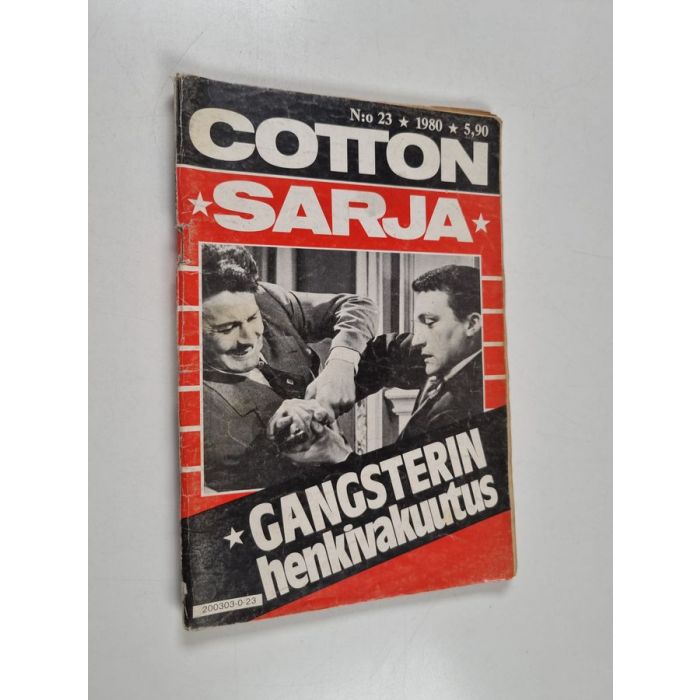 N:o 23 ★ 1980 ★ 5,90
COTTON
★SARJA★
★ GANGSTERIN
henkivakuutus
200303-0-23